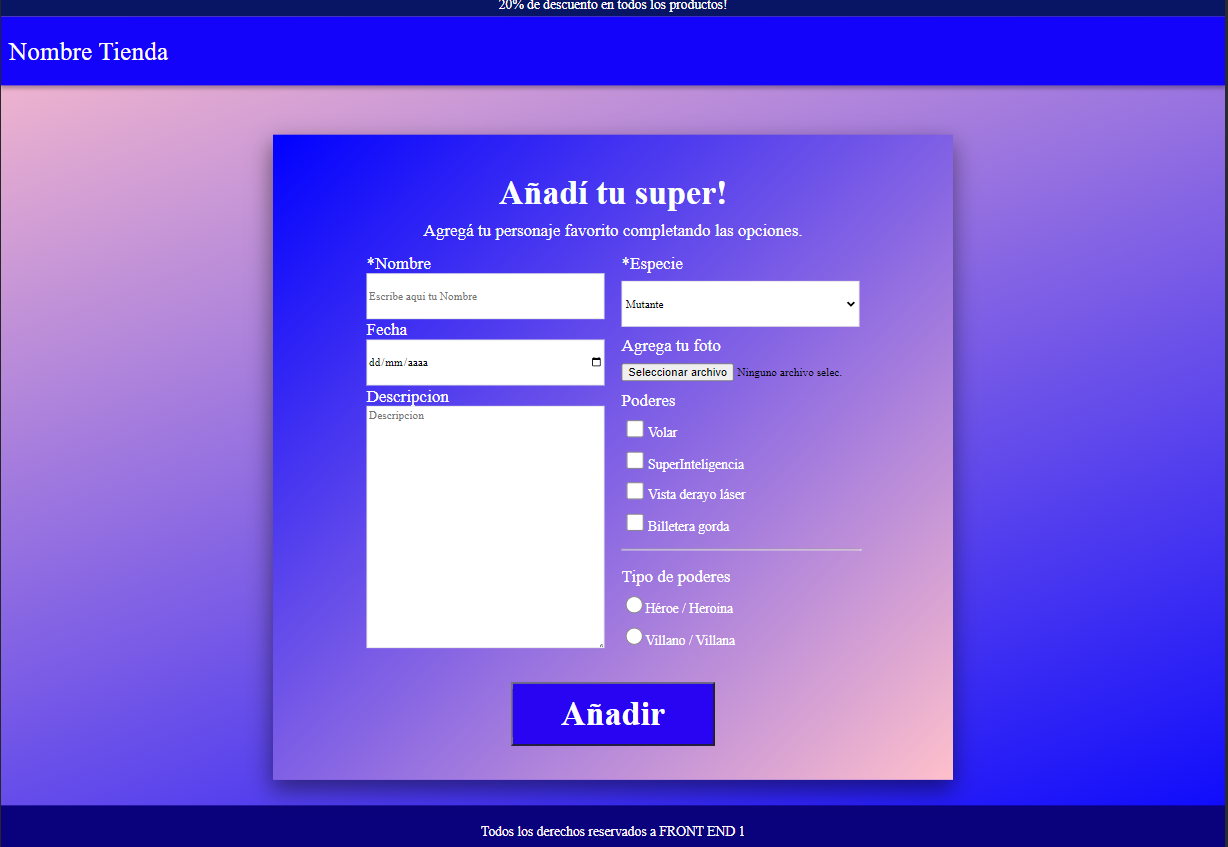 20% de descuento en todos los productos!
Nombre Tienda
Añadí tu super!
Agregá tu personaje favorito completando las opciones.
*Nombre
Escribe aqui tu Nombre
Fecha
dd/mm/aaaa
Descripcion
Descripcion
*Especie
Mutante
Agrega tu foto
Seleccionar archivo Ninguno archivo selec.
Poderes
Volar
SuperInteligencia
Vista derayo láser
Billetera gorda
Tipo de poderes
Héroe / Heroina
Villano / Villana
Añadir
Todos los derechos reservados a FRONT END 1